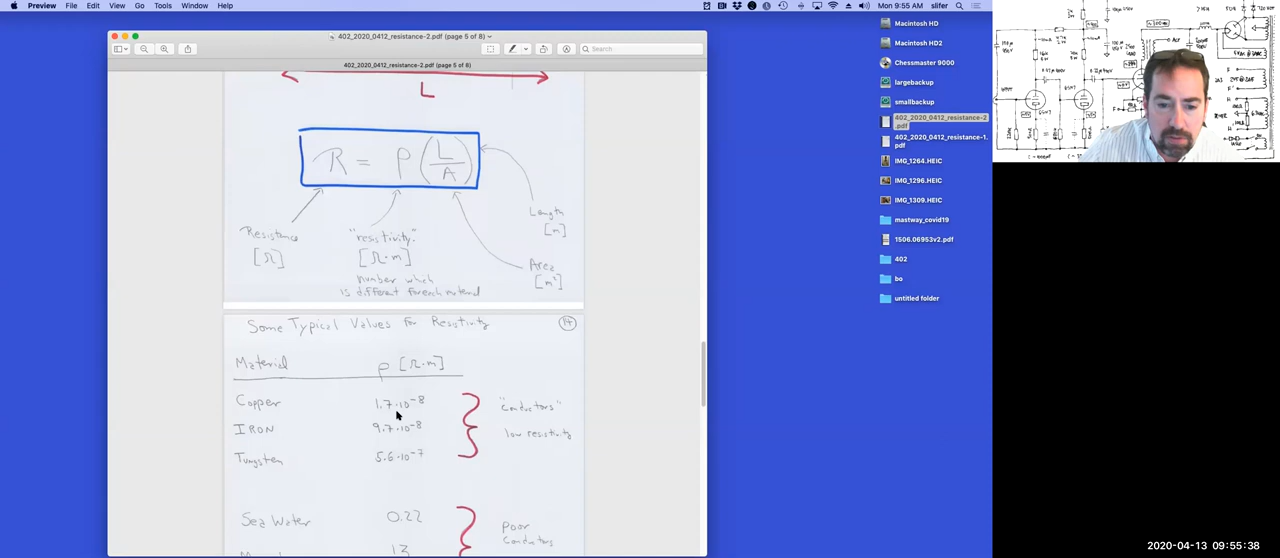 Preview File Edit View Go Tools Window Help
Mon 9:55 AM slifer
402_2020_0412_resistance-2.pdf (page 5 of 8)
Search
402_2020_0412_resistance-2.pdf (page 5 of 8)
L
R = ρ (L/A)
Length
[m]
Resistance
[Ω]
"resistivity"
[Ω·m]
number which
is different for each material
Area
[m²]
Some Typical Values for Resistivity
14
Material ρ [Ω·m]
Copper 1.7·10⁻⁸
IRON 9.7·10⁻⁸
Tungsten 5.6·10⁻⁷
"conductors"
low resistivity
Sea Water 0.22
13
poor
conductors
Macintosh HD
Macintosh HD2
Chessmaster 9000
largebackup
smallbackup
402_2020_0412_resistance-2
.pdf
402_2020_0412_resistance-1.
pdf
IMG_1264.HEIC
IMG_1296.HEIC
IMG_1309.HEIC
mastway_covid19
1506.06953v2.pdf
402
bo
untitled folder
2020-04-13 09:55:38